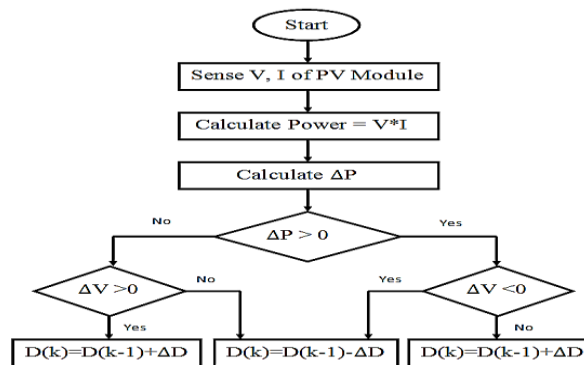 Start
Sense V, I of PV Module
Calculate Power = V*I
Calculate ΔP
No
Yes
ΔP > 0
ΔV >0
No
Yes
ΔV <0
Yes
No
D(k)=D(k-1)+ΔD
D(k)=D(k-1)-ΔD
D(k)=D(k-1)+ΔD